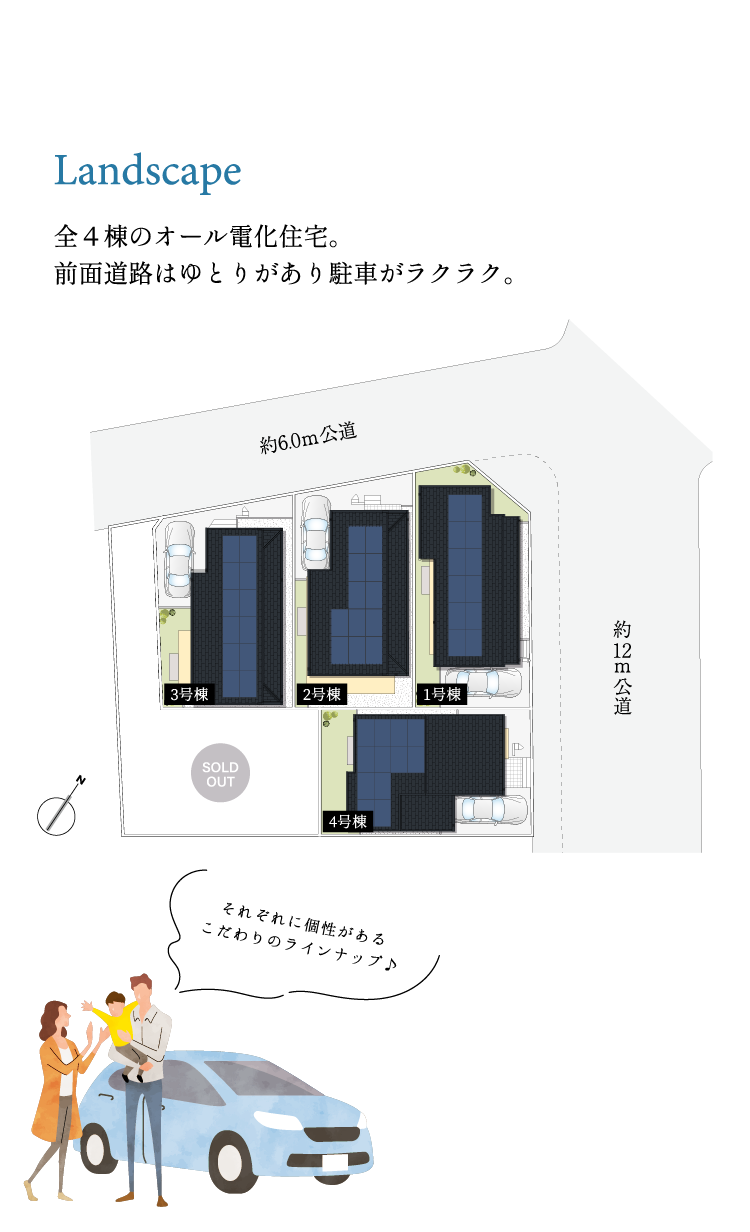 Landscape
全４棟のオール電化住宅。
前面道路はゆとりがあり駐車がラクラク。
約6.0m公道
約12m公道
3号棟
2号棟
1号棟
SOLD
OUT
4号棟
N
それぞれに個性がある
こだわりのラインナップ♪